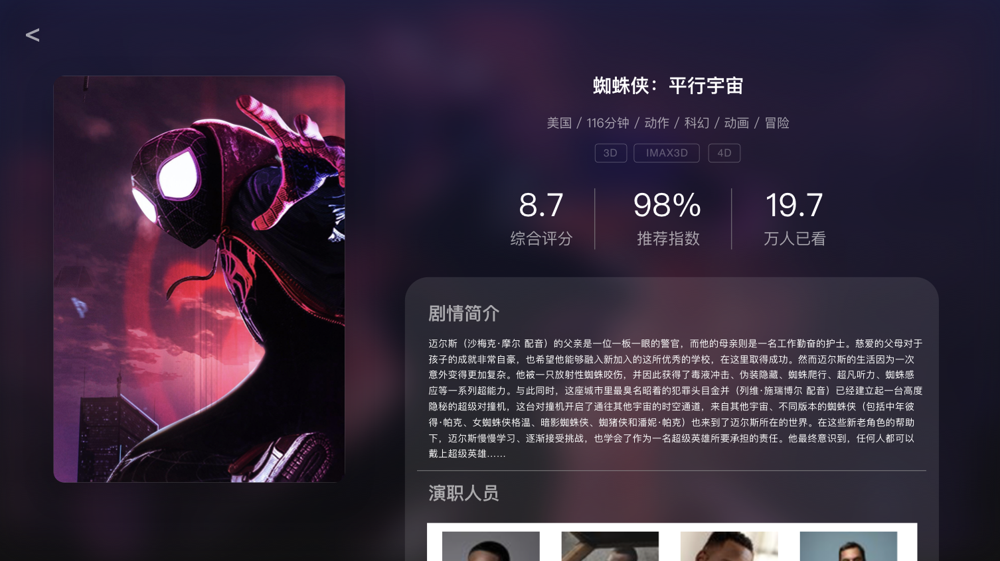 <
蜘蛛侠：平行宇宙
美国 / 116分钟 / 动作 / 科幻 / 动画 / 冒险
3D IMAX3D 4D
8.7 98% 19.7
综合评分 推荐指数 万人已看
剧情简介
迈尔斯（沙梅克·摩尔 配音）的父亲是一位一板一眼的警官，而他的母亲则是一名工作勤奋的护士。慈爱的父母对于
孩子的成就非常自豪，也希望他能够融入新加入的这所优秀的学校，在这里取得成功。然而迈尔斯的生活因为一次
意外变得更加复杂。他被一只放射性蜘蛛咬伤，并因此获得了毒液冲击、伪装隐藏、蜘蛛爬行、超凡听力、蜘蛛感
应等一系列超能力。与此同时，这座城市里最臭名昭着的犯罪头目金并（列维·施瑞博尔 配音）已经建立起一台高度
隐秘的超级对撞机，这台对撞机开启了通往其他宇宙的时空通道，来自其他宇宙、不同版本的蜘蛛侠（包括中年彼
得·帕克、女蜘蛛侠格温、暗影蜘蛛侠、蜘猪侠和潘妮·帕克）也来到了迈尔斯所在的世界。在这些新老角色的帮助
下，迈尔斯慢慢学习、逐渐接受挑战，也学会了作为一名超级英雄所要承担的责任。他最终意识到，任何人都可以
戴上超级英雄……
演职人员